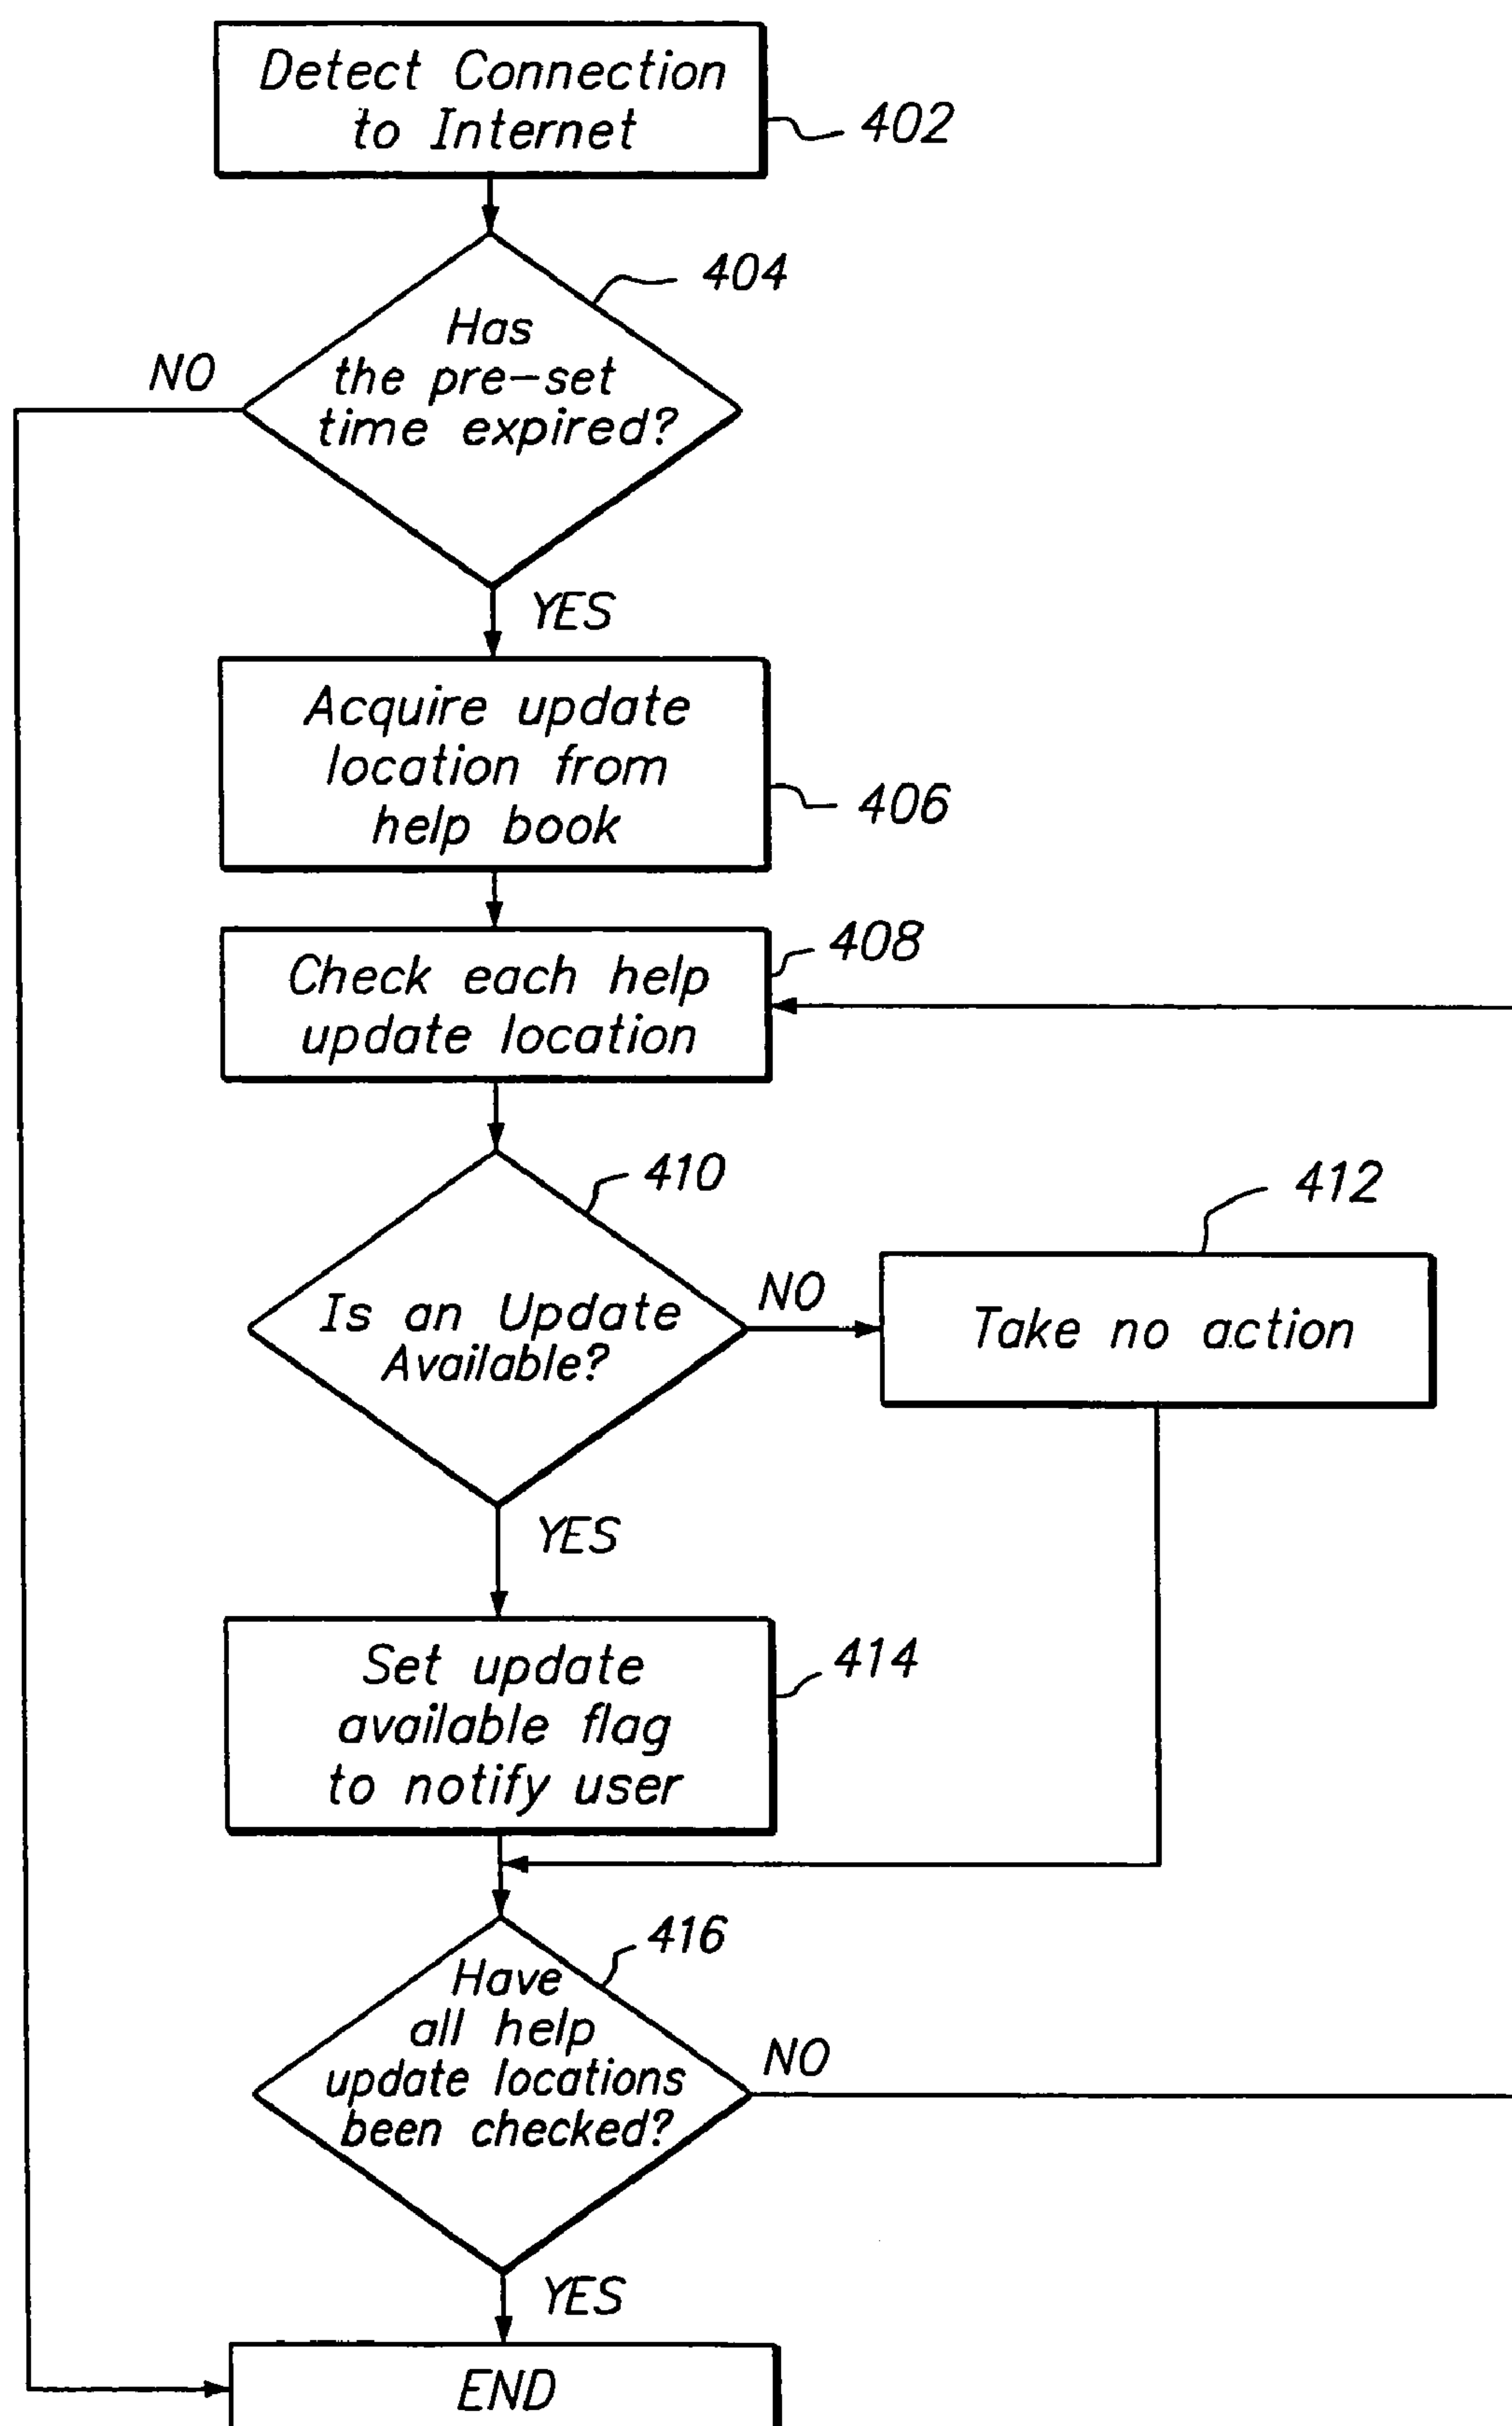 Detect Connection
to Internet
402
404
Has
the pre-set
time expired?
NO
YES
Acquire update
location from
help book
406
408
Check each help
update location
410
412
Is an Update
Available?
NO
Take no action
YES
Set update
available flag
to notify user
414
416
Have
all help
update locations
been checked?
NO
YES
END